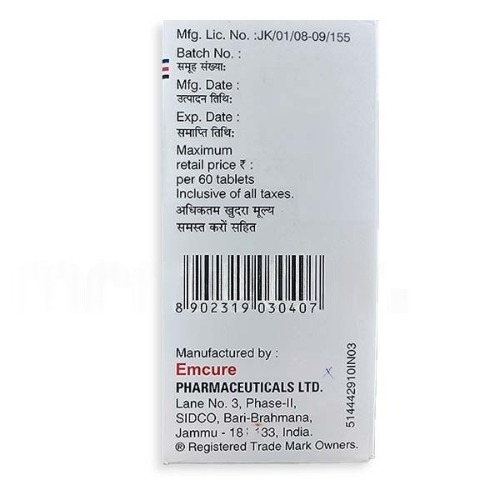 Mfg. Lic. No. :JK/01/08-09/155
Batch No. :
समूह संख्या:
Mfg. Date :
उत्पादन तिथि:
Exp. Date :
समाप्ति तिथि:
Maximum
retail price ₹ :
per 60 tablets
Inclusive of all taxes.
अधिकतम खुदरा मूल्य
समस्त करों सहित
8 902319 030407
Manufactured by :
Emcure
PHARMACEUTICALS LTD.
Lane No. 3, Phase-II,
SIDCO, Bari-Brahmana,
Jammu - 18 133, India.
® Registered Trade Mark Owners.
514442910IN03